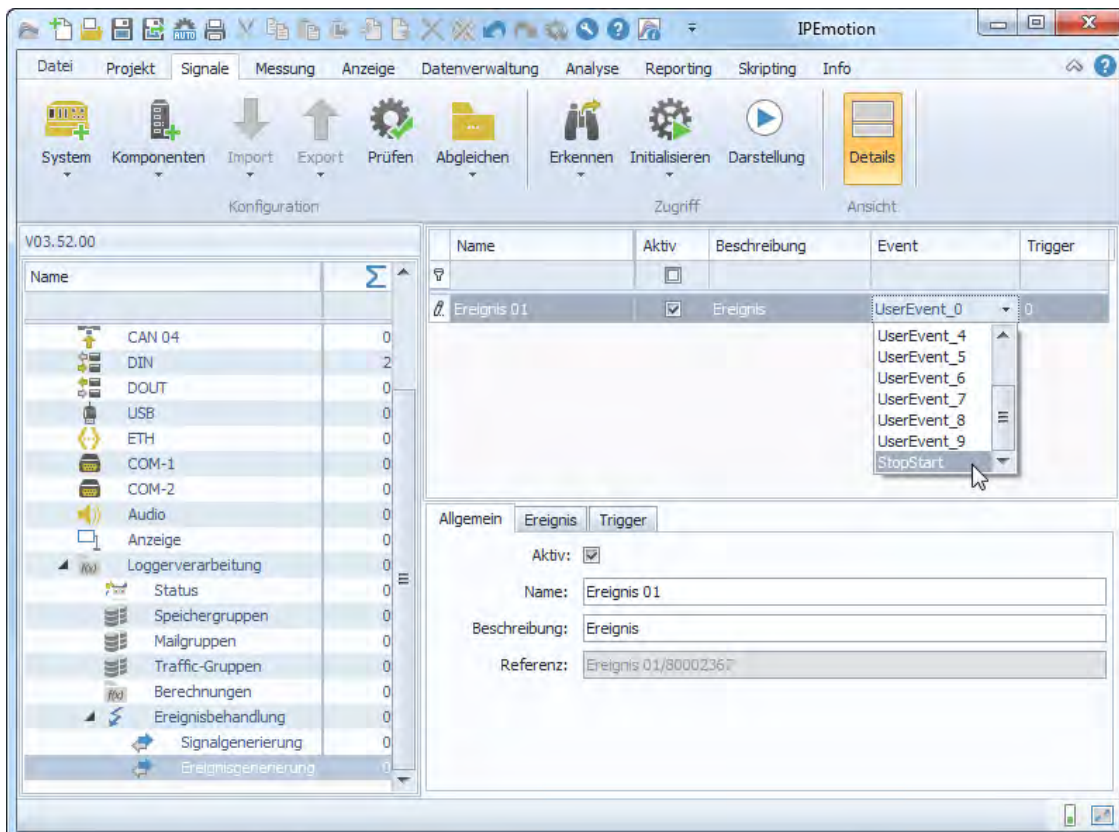 AUTO
IPEmotion
Datei Projekt Signale Messung Anzeige Datenverwaltung Analyse Reporting Skripting Info
System Komponenten Import Export Prüfen Abgleichen Erkennen Initialisieren Darstellung Details
Konfiguration Zugriff Ansicht
V03.52.00
Name Σ
CAN 04 0
DIN 2
DOUT 0
USB 0
ETH 0
COM-1 0
COM-2 0
Audio 0
Anzeige 0
f(x) Loggerverarbeitung 0
Status 0
Speichergruppen 0
Mailgruppen 0
Traffic-Gruppen 0
f(x) Berechnungen 0
Ereignisbehandlung 0
Signalgenerierung 0
Ereignisgenerierung 0
Name Aktiv Beschreibung Event Trigger
Ereignis 01 Ereignis UserEvent_0 0
UserEvent_4
UserEvent_5
UserEvent_6
UserEvent_7
UserEvent_8
UserEvent_9
StopStart
Allgemein Ereignis Trigger
Aktiv:
Name: Ereignis 01
Beschreibung: Ereignis
Referenz: Ereignis 01/80002367